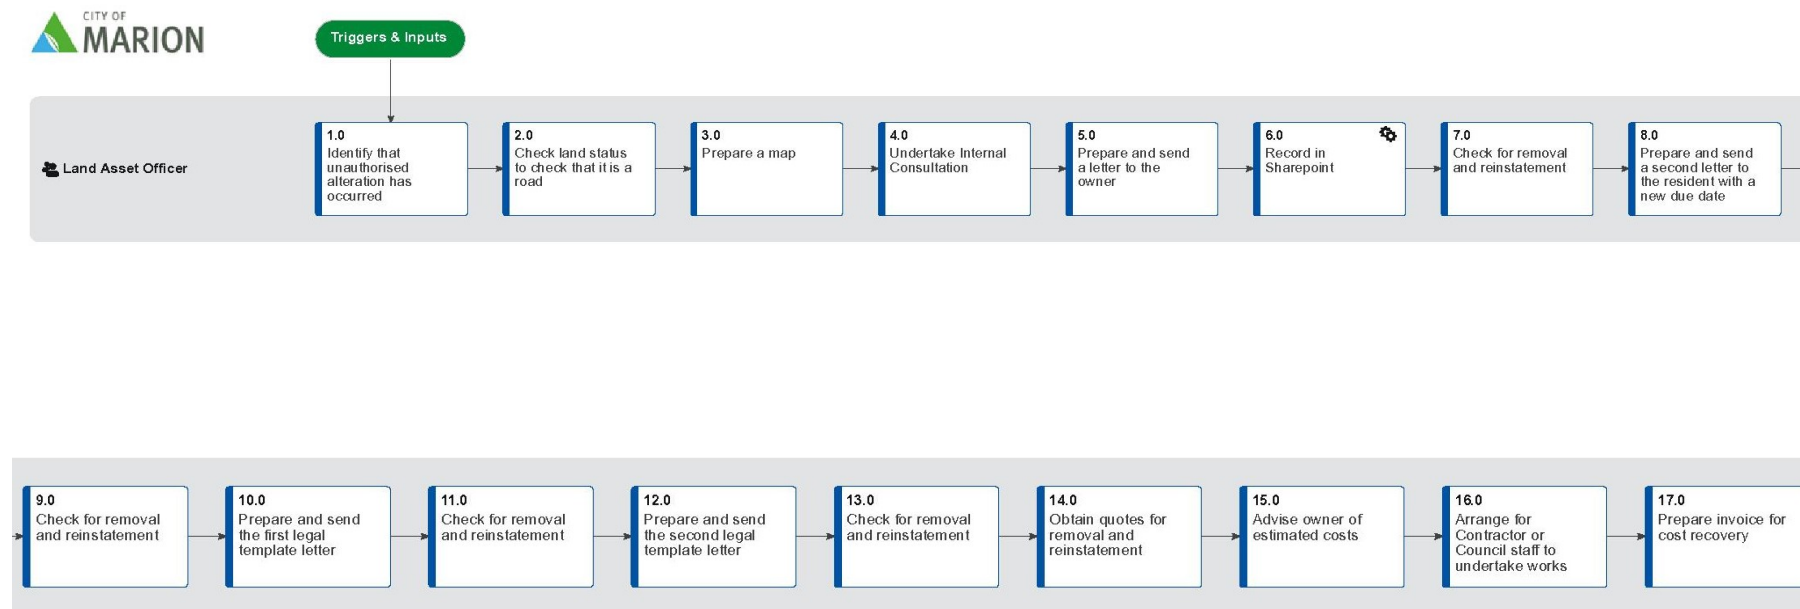 CITY OF
MARION
Triggers & Inputs
Land Asset Officer
1.0
Identify that
unauthorised
alteration has
occurred
2.0
Check land status
to check that it is a
road
3.0
Prepare a map
4.0
Undertake Internal
Consultation
5.0
Prepare and send
a letter to the
owner
6.0
Record in
Sharepoint
7.0
Check for removal
and reinstatement
8.0
Prepare and send
a second letter to
the resident with a
new due date
9.0
Check for removal
and reinstatement
10.0
Prepare and send
the first legal
template letter
11.0
Check for removal
and reinstatement
12.0
Prepare and send
the second legal
template letter
13.0
Check for removal
and reinstatement
14.0
Obtain quotes for
removal and
reinstatement
15.0
Advise owner of
estimated costs
16.0
Arrange for
Contractor or
Council staff to
undertake works
17.0
Prepare invoice for
cost recovery